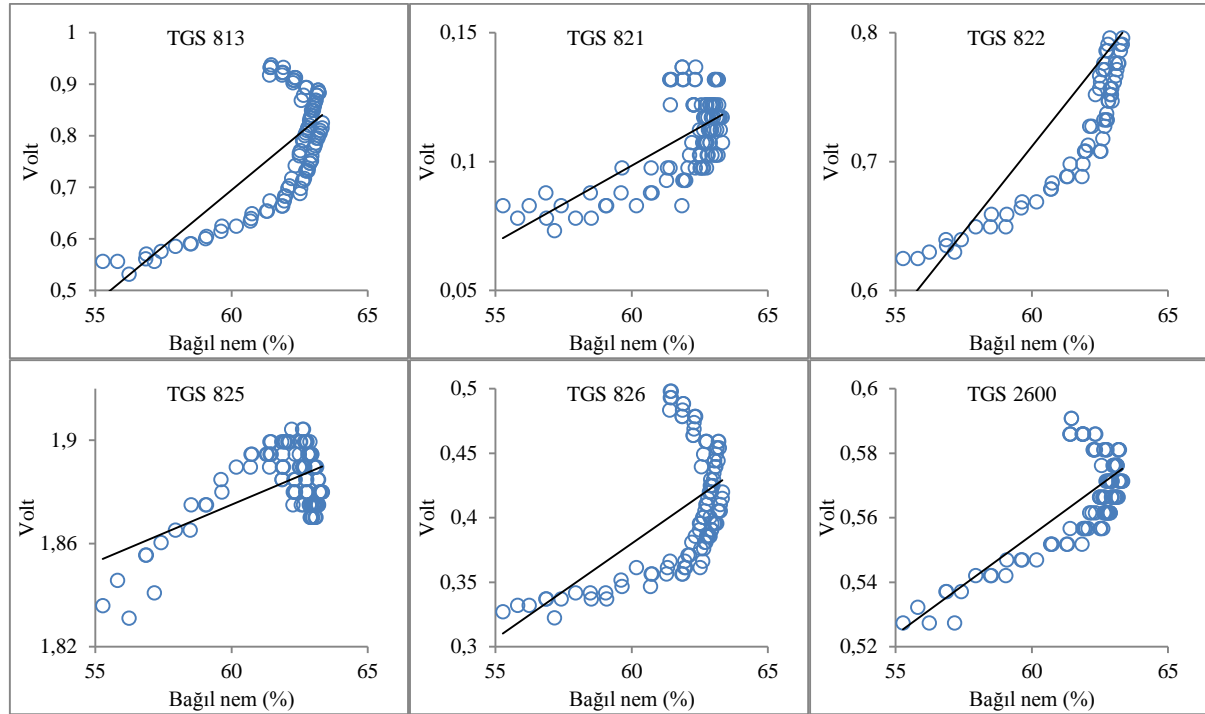 TGS 813
1
0,9
0,8
0,7
0,6
0,5
Volt
55 60 65
Bağıl nem (%)
TGS 821
0,15
0,1
0,05
Volt
55 60 65
Bağıl nem (%)
TGS 822
0,8
0,7
0,6
Volt
55 60 65
Bağıl nem (%)
TGS 825
1,9
1,86
1,82
Volt
55 60 65
Bağıl nem (%)
TGS 826
0,5
0,45
0,4
0,35
0,3
Volt
55 60 65
Bağıl nem (%)
TGS 2600
0,6
0,58
0,56
0,54
0,52
Volt
55 60 65
Bağıl nem (%)